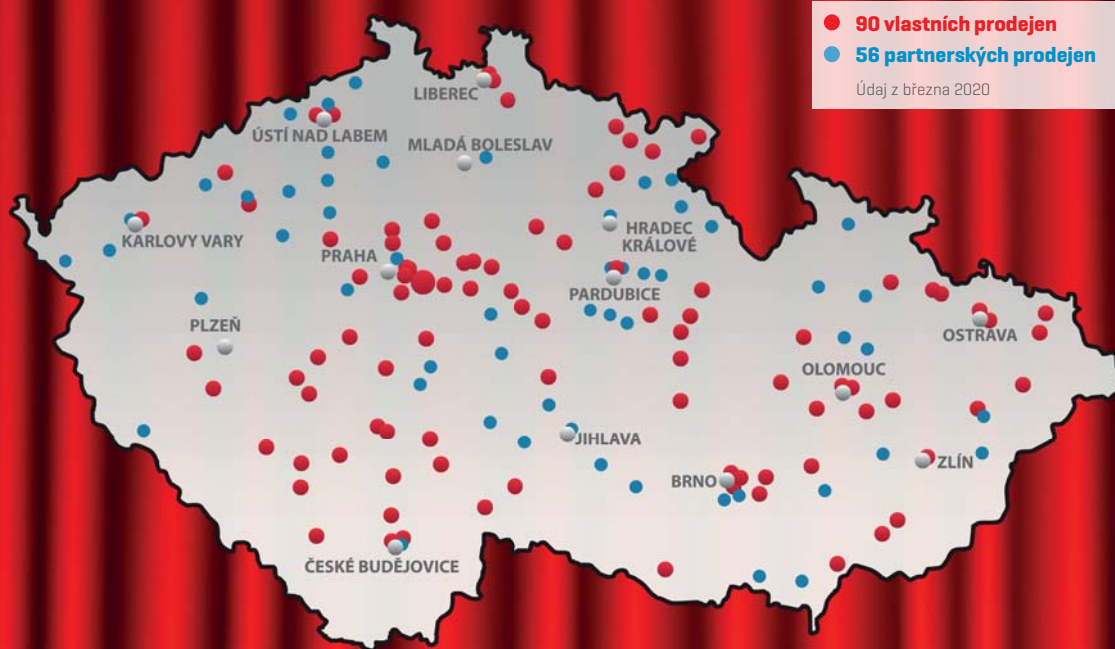 90 vlastních prodejen
56 partnerských prodejen
Údaj z března 2020
LIBEREC
ÚSTÍ NAD LABEM
MLADÁ BOLESLAV
KARLOVY VARY
HRADEC
KRÁLOVÉ
PRAHA
PARDUBICE
PLZEŇ
OSTRAVA
OLOMOUC
JIHLAVA
ZLÍN
BRNO
ČESKÉ BUDĚJOVICE